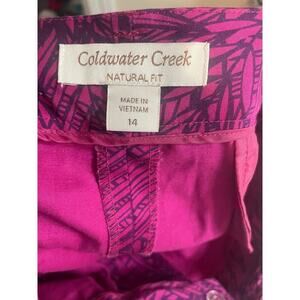 Coldwater Creek
NATURAL FIT
MADE IN
VIETNAM
14